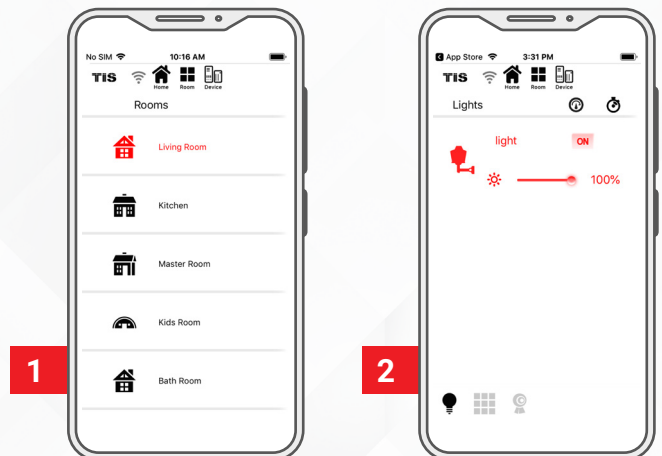 No SIM 10:16 AM
TiS Home Room Device
Rooms
Living Room
Kitchen
Master Room
Kids Room
Bath Room
1
App Store 3:31 PM
TiS Home Room Device
Lights
light ON
100%
2